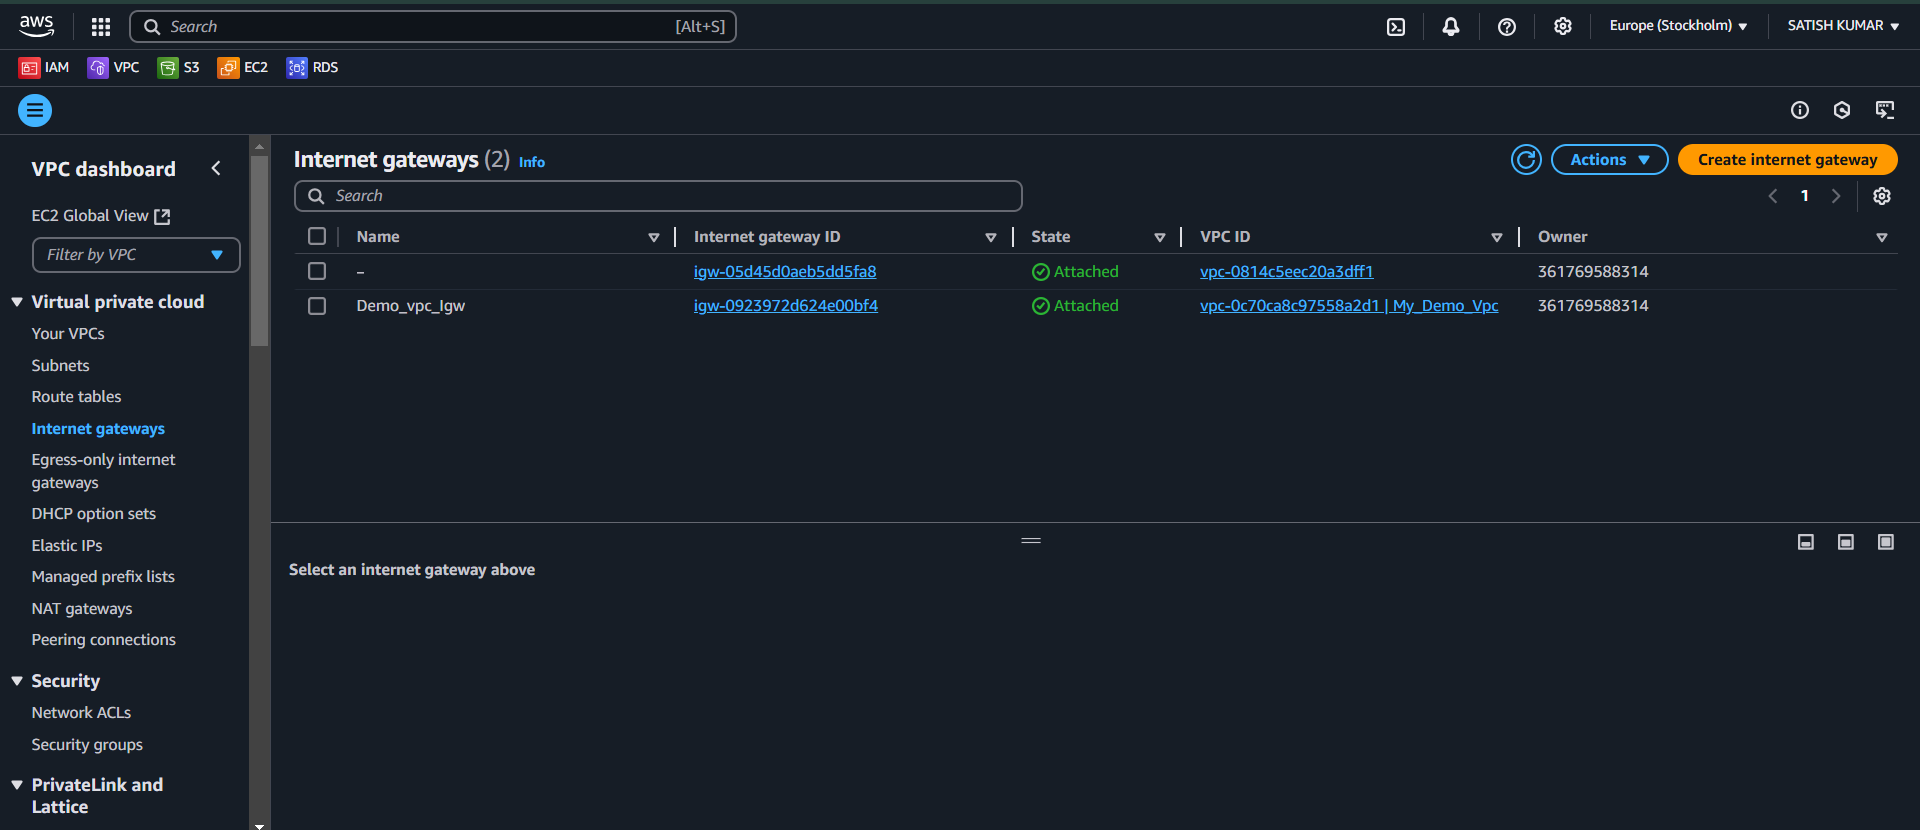 aws
Search [Alt+S]
Europe (Stockholm)
SATISH KUMAR
IAM VPC S3 EC2 RDS
VPC dashboard
EC2 Global View
Filter by VPC
Virtual private cloud
Your VPCs
Subnets
Route tables
Internet gateways
Egress-only internet
gateways
DHCP option sets
Elastic IPs
Managed prefix lists
NAT gateways
Peering connections
Security
Network ACLs
Security groups
PrivateLink and
Lattice
Internet gateways (2) Info
Actions
Create internet gateway
Search
1
Name Internet gateway ID State VPC ID Owner
– igw-05d45d0aeb5dd5fa8 Attached vpc-0814c5eec20a3dff1 361769588314
Demo_vpc_Igw igw-0923972d624e00bf4 Attached vpc-0c70ca8c97558a2d1 | My_Demo_Vpc 361769588314
Select an internet gateway above